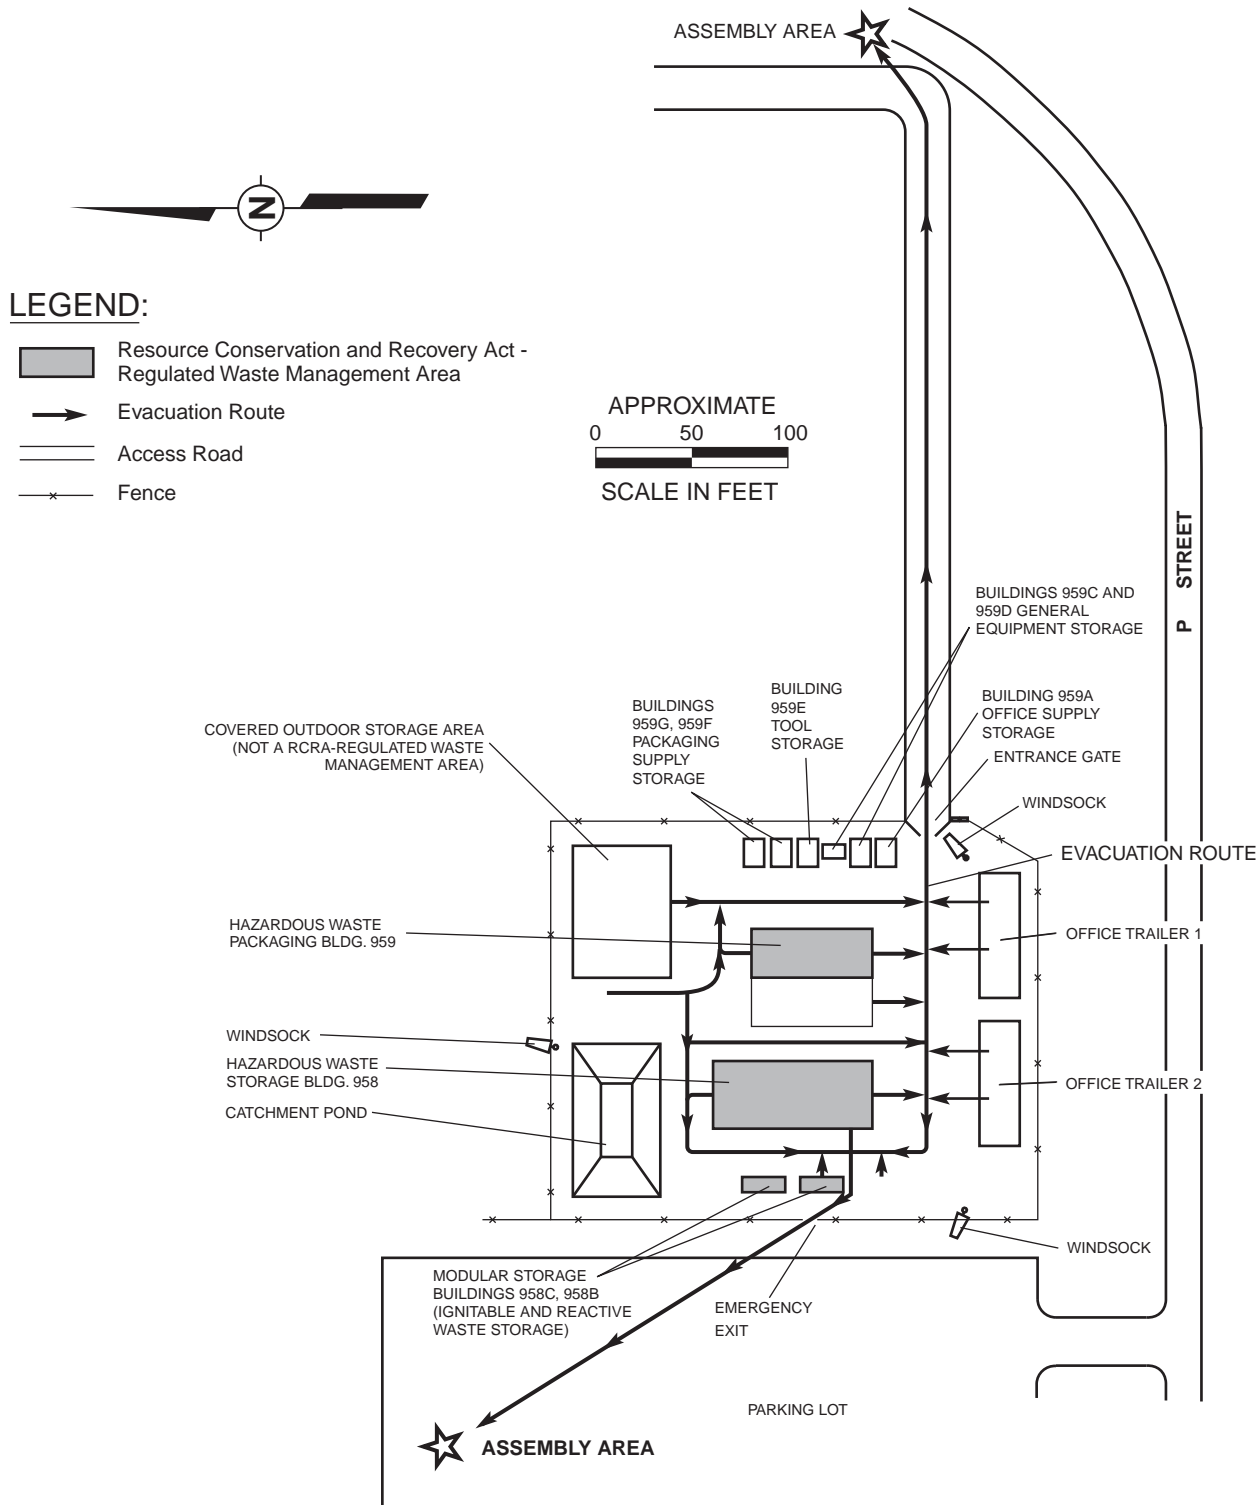 ASSEMBLY AREA
N
LEGEND:
Resource Conservation and Recovery Act -
Regulated Waste Management Area
Evacuation Route
Access Road
Fence
APPROXIMATE
0 50 100
SCALE IN FEET
P STREET
BUILDINGS 959C AND
959D GENERAL
EQUIPMENT STORAGE
BUILDING 959A
OFFICE SUPPLY
STORAGE
ENTRANCE GATE
WINDSOCK
EVACUATION ROUTE
BUILDING
959E
TOOL
STORAGE
BUILDINGS
959G, 959F
PACKAGING
SUPPLY
STORAGE
COVERED OUTDOOR STORAGE AREA
(NOT A RCRA-REGULATED WASTE
MANAGEMENT AREA)
HAZARDOUS WASTE
PACKAGING BLDG. 959
OFFICE TRAILER 1
WINDSOCK
HAZARDOUS WASTE
STORAGE BLDG. 958
CATCHMENT POND
OFFICE TRAILER 2
WINDSOCK
MODULAR STORAGE
BUILDINGS 958C, 958B
(IGNITABLE AND REACTIVE
WASTE STORAGE)
EMERGENCY
EXIT
PARKING LOT
ASSEMBLY AREA